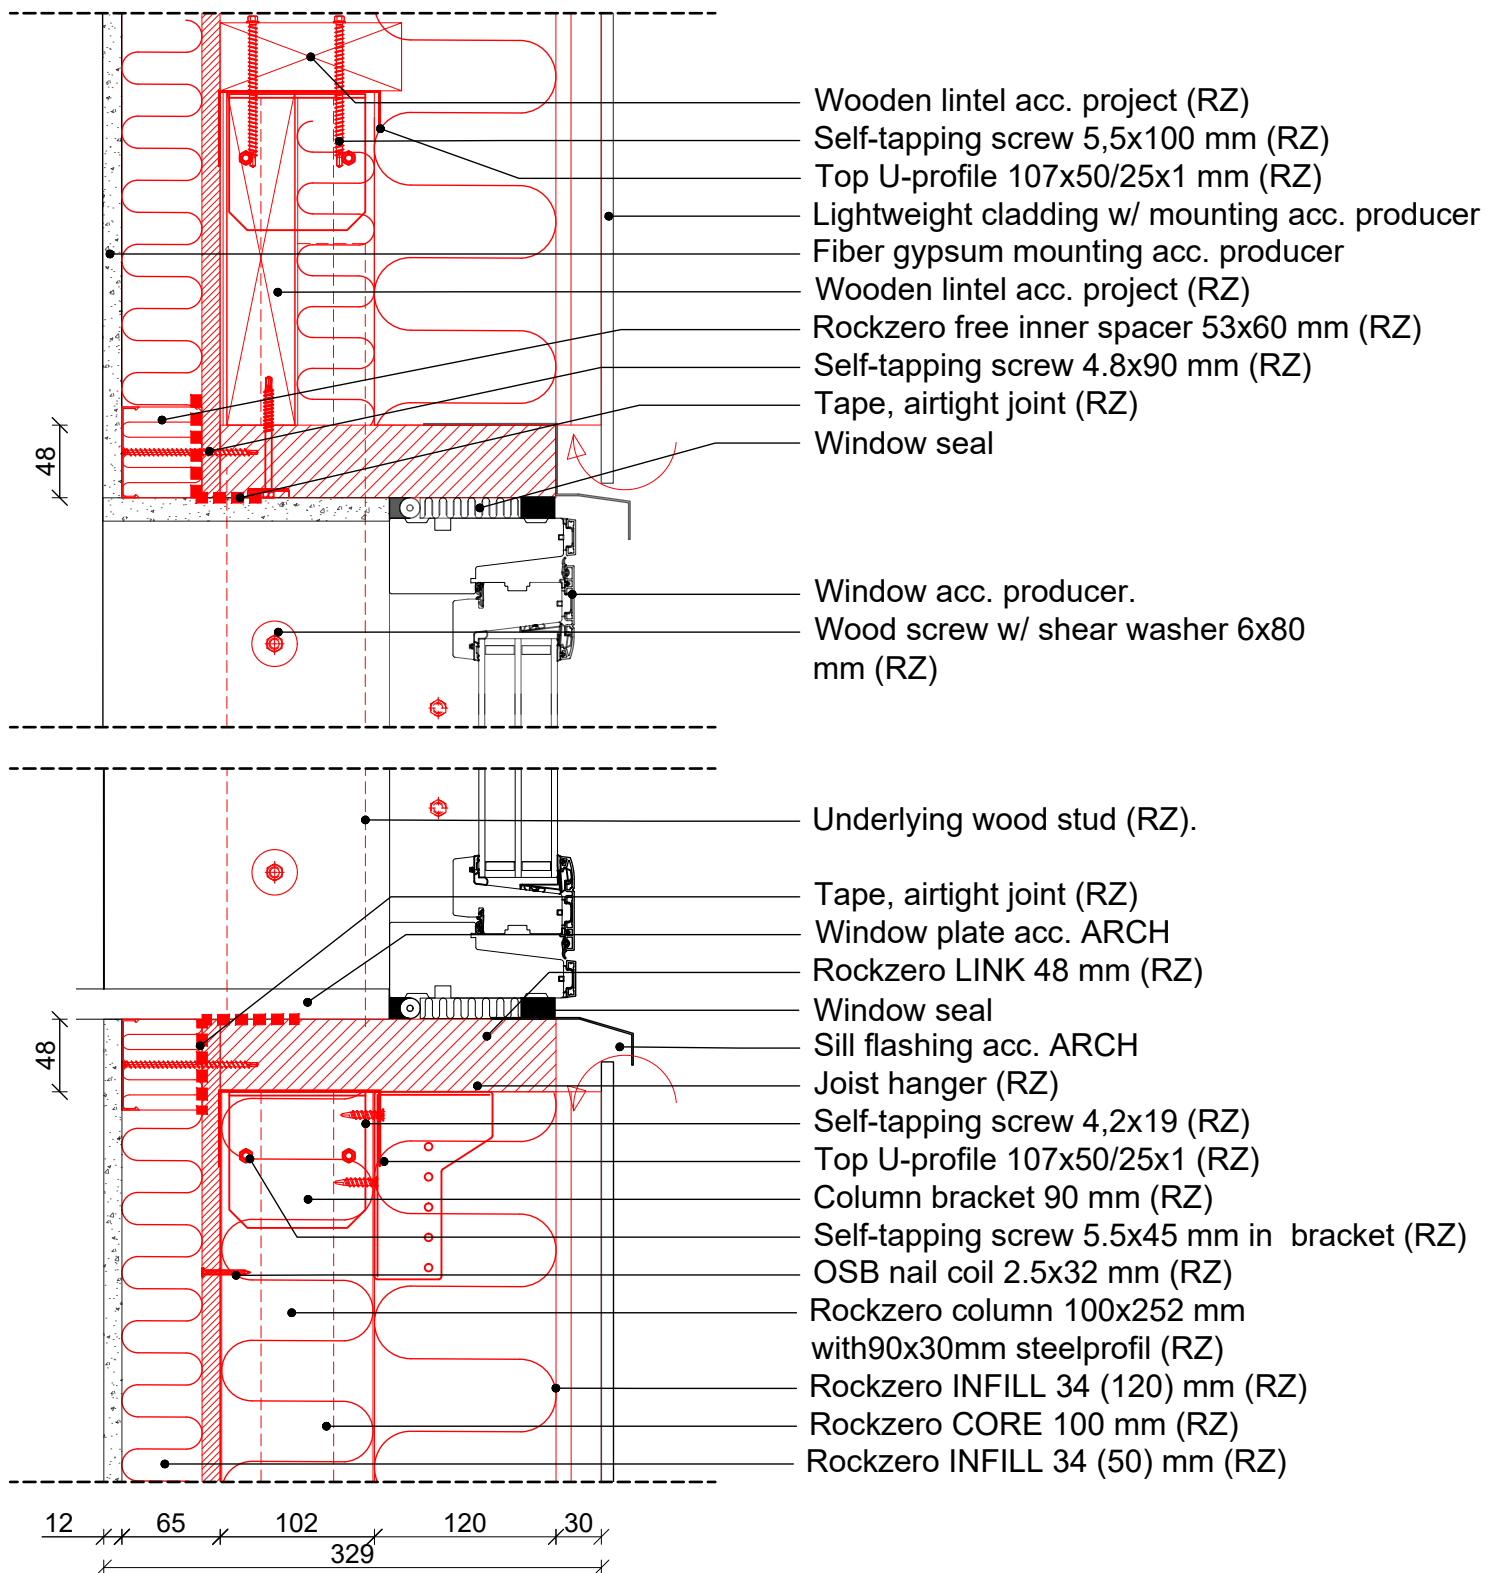 Wooden lintel acc. project (RZ)
Self-tapping screw 5,5x100 mm (RZ)
Top U-profile 107x50/25x1 mm (RZ)
Lightweight cladding w/ mounting acc. producer
Fiber gypsum mounting acc. producer
Wooden lintel acc. project (RZ)
Rockzero free inner spacer 53x60 mm (RZ)
Self-tapping screw 4.8x90 mm (RZ)
Tape, airtight joint (RZ)
Window seal
48
Window acc. producer.
Wood screw w/ shear washer 6x80
mm (RZ)
Underlying wood stud (RZ).
Tape, airtight joint (RZ)
Window plate acc. ARCH
Rockzero LINK 48 mm (RZ)
Window seal
Sill flashing acc. ARCH
48
Joist hanger (RZ)
Self-tapping screw 4,2x19 (RZ)
Top U-profile 107x50/25x1 (RZ)
Column bracket 90 mm (RZ)
Self-tapping screw 5.5x45 mm in  bracket (RZ)
OSB nail coil 2.5x32 mm (RZ)
Rockzero column 100x252 mm
with90x30mm steelprofil (RZ)
Rockzero INFILL 34 (120) mm (RZ)
Rockzero CORE 100 mm (RZ)
Rockzero INFILL 34 (50) mm (RZ)
12 65 102 120 30
329